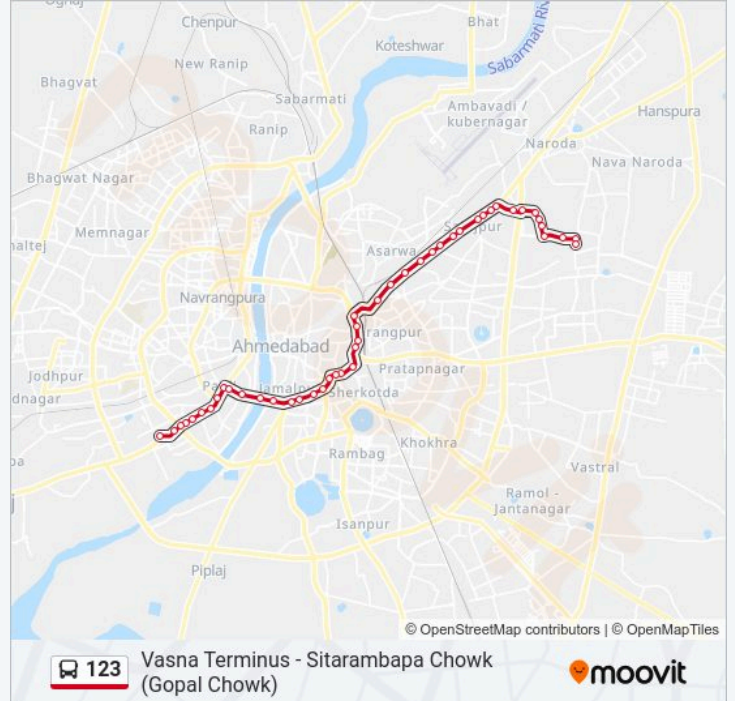 Chenpur
Bhat
Koteshwar
New Ranip
Sabarmati
Bhagvat
Sabarmati
Ambavadi /
kubernagar
Hanspura
Ranip
Naroda
Nava Naroda
Bhagwat Nagar
Memnagar
Asarwa
Navrangpura
Ahmedabad
Pratapnagar
Jodhpur
Jamalpur
Sherkotda
Khokhra
Rambag
Vastral
Ramol -
Jantanagar
Isanpur
Piplaj
© OpenStreetMap contributors | © OpenMapTiles
123
Vasna Terminus - Sitarambapa Chowk
(Gopal Chowk)
moovit